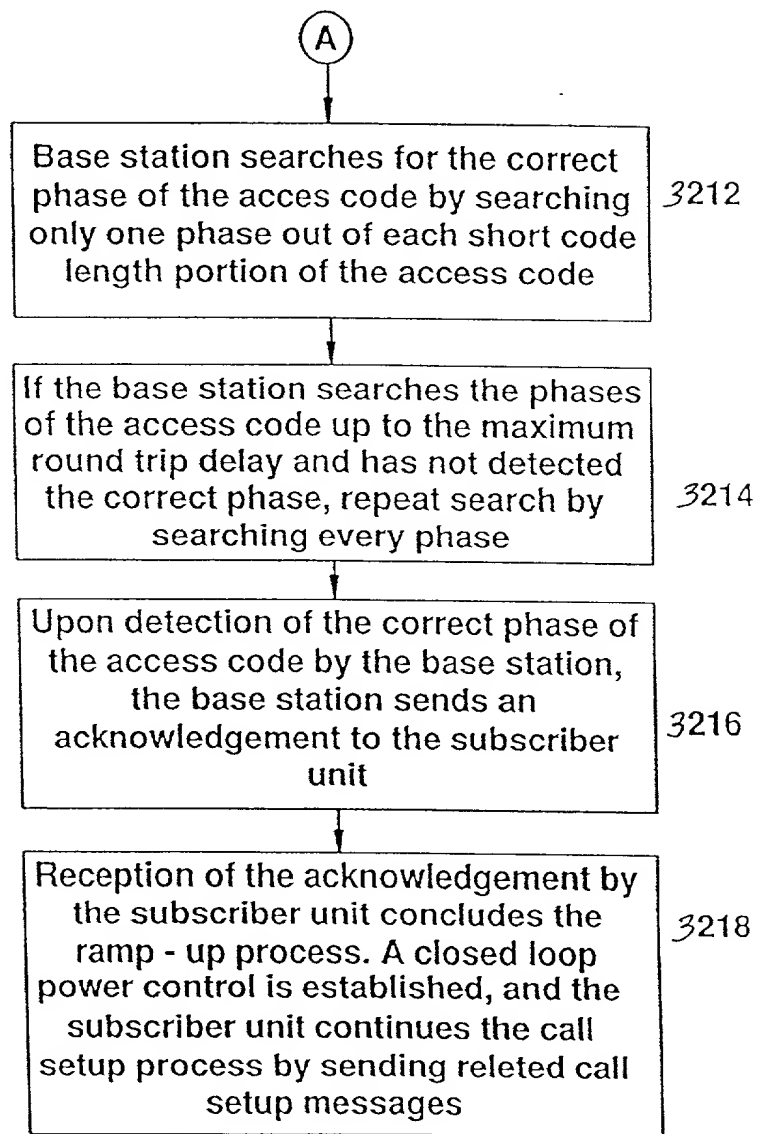 A
Base station searches for the correct
phase of the acces code by searching
only one phase out of each short code
length portion of the access code
3212
If the base station searches the phases
of the access code up to the maximum
round trip delay and has not detected
the correct phase, repeat search by
searching every phase
3214
Upon detection of the correct phase of
the access code by the base station,
the base station sends an
acknowledgement to the subscriber
unit
3216
Reception of the acknowledgement by
the subscriber unit concludes the
ramp - up process. A closed loop
power control is established, and the
subscriber unit continues the call
setup process by sending releted call
setup messages
3218